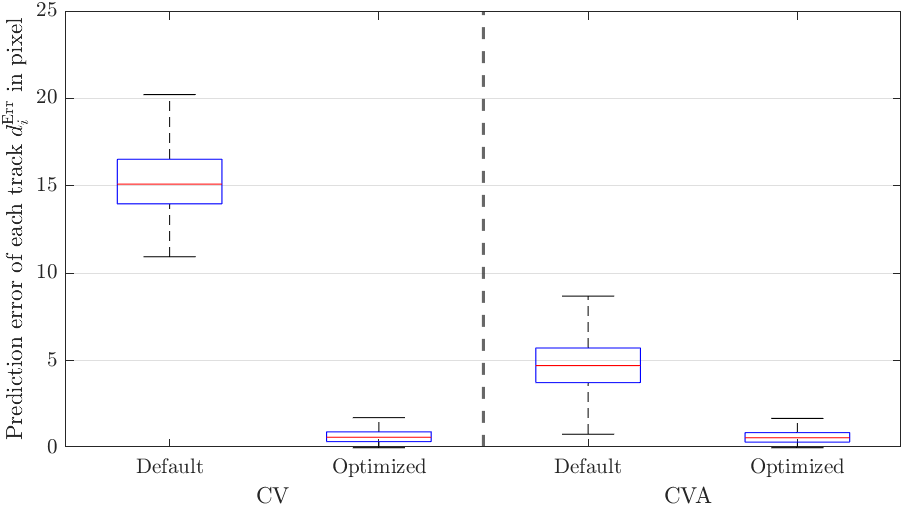 Prediction error of each track d_i^Err in pixel
25
20
15
10
5
0
Default Optimized Default Optimized
CV CVA